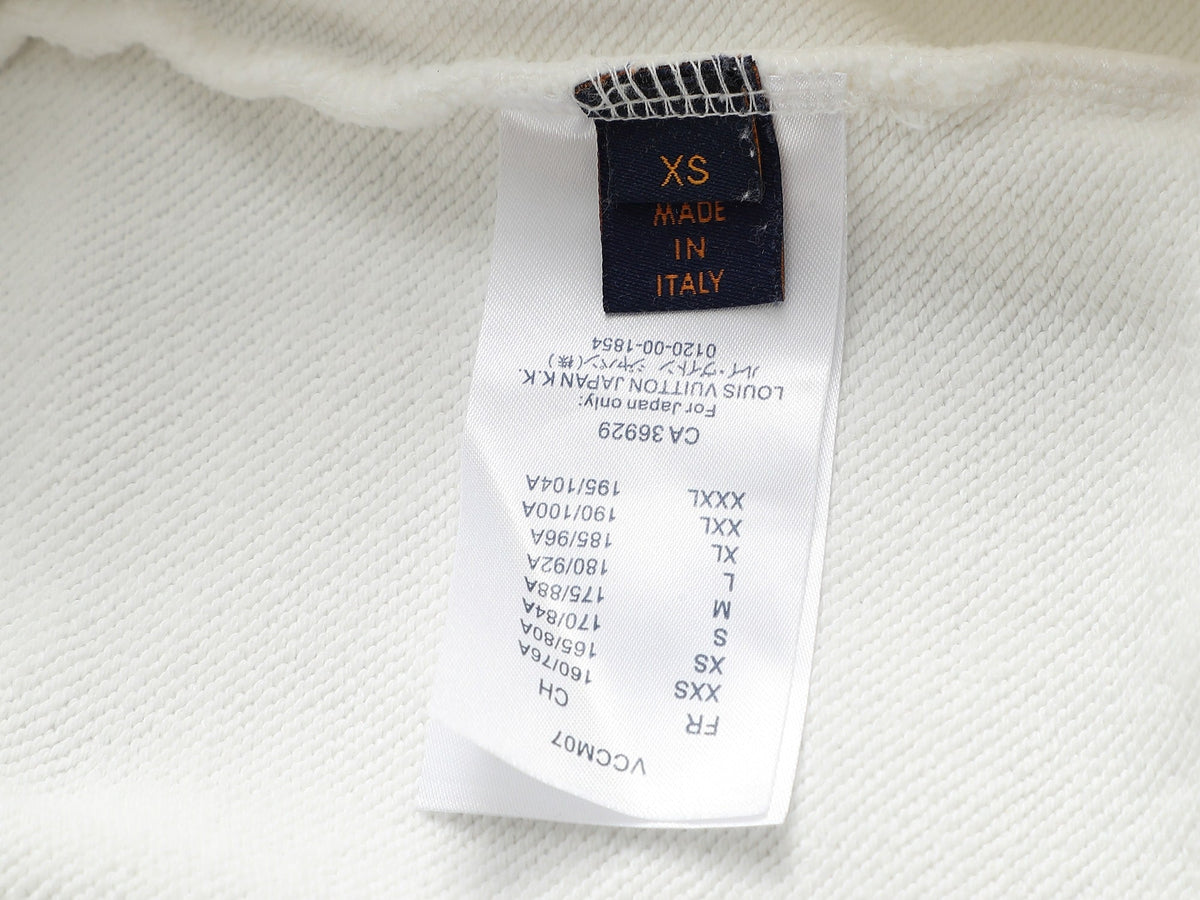 XS
MADE
IN
ITALY
VCCM07
FR CH
XXS 160/76A
XS 165/80A
S 170/84A
M 175/88A
L 180/92A
XL 185/96A
XXL 190/100A
XXXL 195/104A
CA 36929
For Japan only:
LOUIS VUITTON JAPAN K.K.
ルイ・ヴィトン ジャパン(株)
0120-00-1854